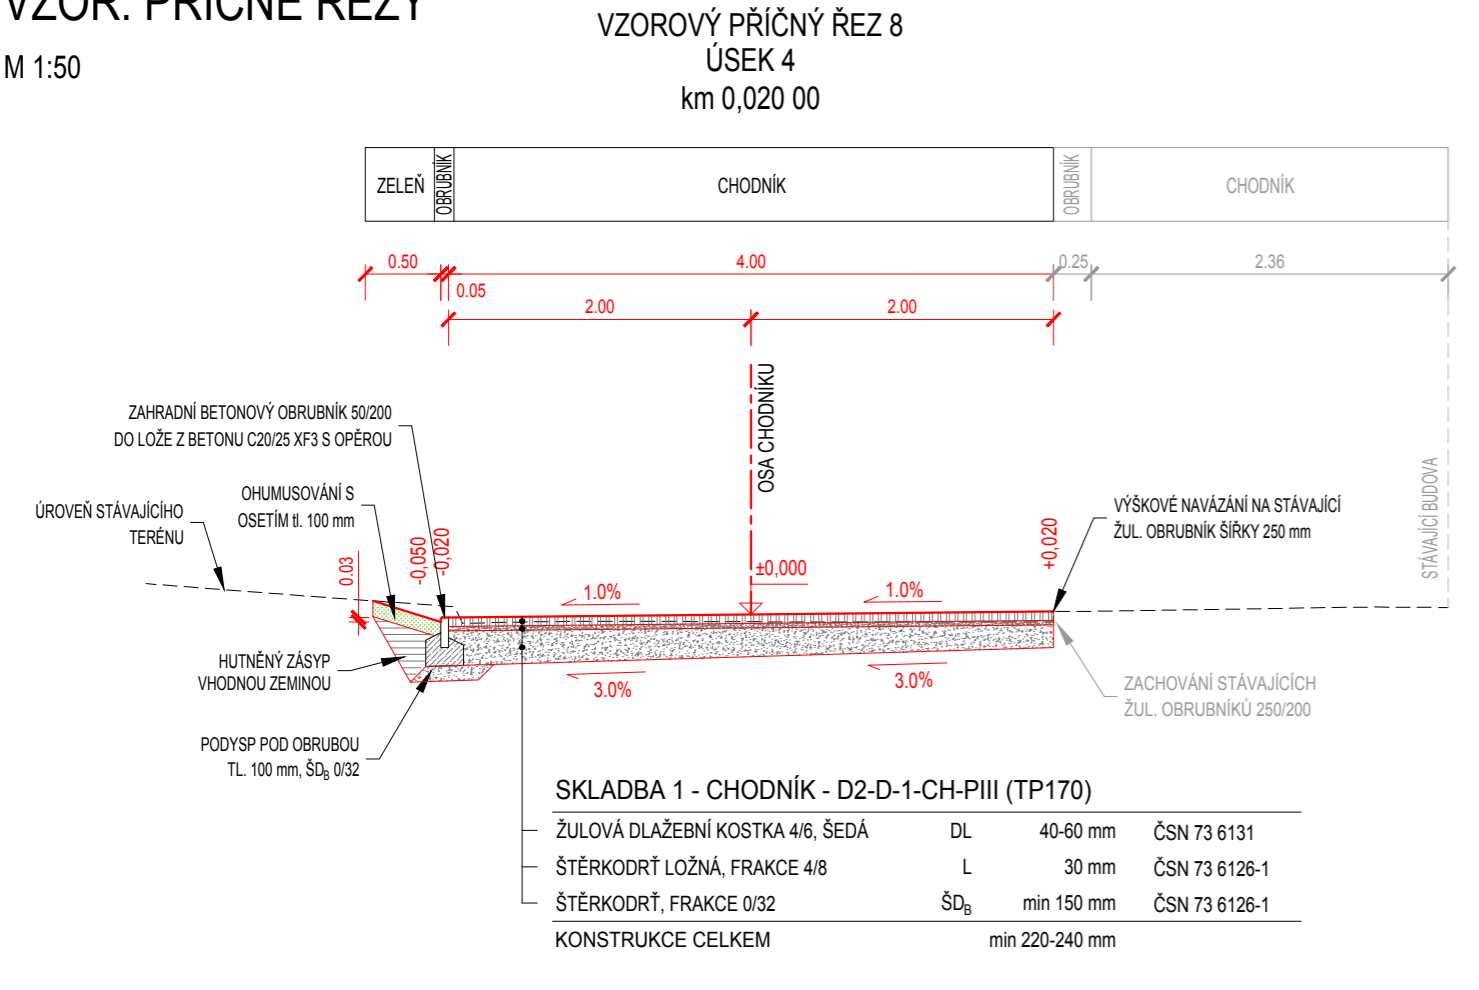 VZOR. PŘÍČNÉ ŘEZY
M 1:50
VZOROVÝ PŘÍČNÝ ŘEZ 8
ÚSEK 4
km 0,020 00
ZELEŇ
OBRUBNÍK
CHODNÍK
OBRUBNÍK
CHODNÍK
0.50
4.00
0.25
2.36
0.05
2.00
2.00
OSA CHODNÍKU
ZAHRADNÍ BETONOVÝ OBRUBNÍK 50/200
DO LOŽE Z BETONU C20/25 XF3 S OPĚROU
OHUMUSOVÁNÍ S
OSETÍM tl. 100 mm
ÚROVEŇ STÁVAJÍCÍHO
TERÉNU
0.03
-0,050
-0,020
±0,000
+0,020
1.0%
1.0%
VÝŠKOVÉ NAVÁZÁNÍ NA STÁVAJÍCÍ
ŽUL. OBRUBNÍK ŠÍŘKY 250 mm
STÁVAJÍCÍ BUDOVA
HUTNĚNÝ ZÁSYP
VHODNOU ZEMINOU
3.0%
3.0%
ZACHOVÁNÍ STÁVAJÍCÍCH
ŽUL. OBRUBNÍKŮ 250/200
PODYSP POD OBRUBOU
TL. 100 mm, ŠDB 0/32
SKLADBA 1 - CHODNÍK - D2-D-1-CH-PIII (TP170)
ŽULOVÁ DLAŽEBNÍ KOSTKA 4/6, ŠEDÁ DL 40-60 mm ČSN 73 6131
ŠTĚRKODRŤ LOŽNÁ, FRAKCE 4/8 L 30 mm ČSN 73 6126-1
ŠTĚRKODRŤ, FRAKCE 0/32 ŠDB min 150 mm ČSN 73 6126-1
KONSTRUKCE CELKEM min 220-240 mm